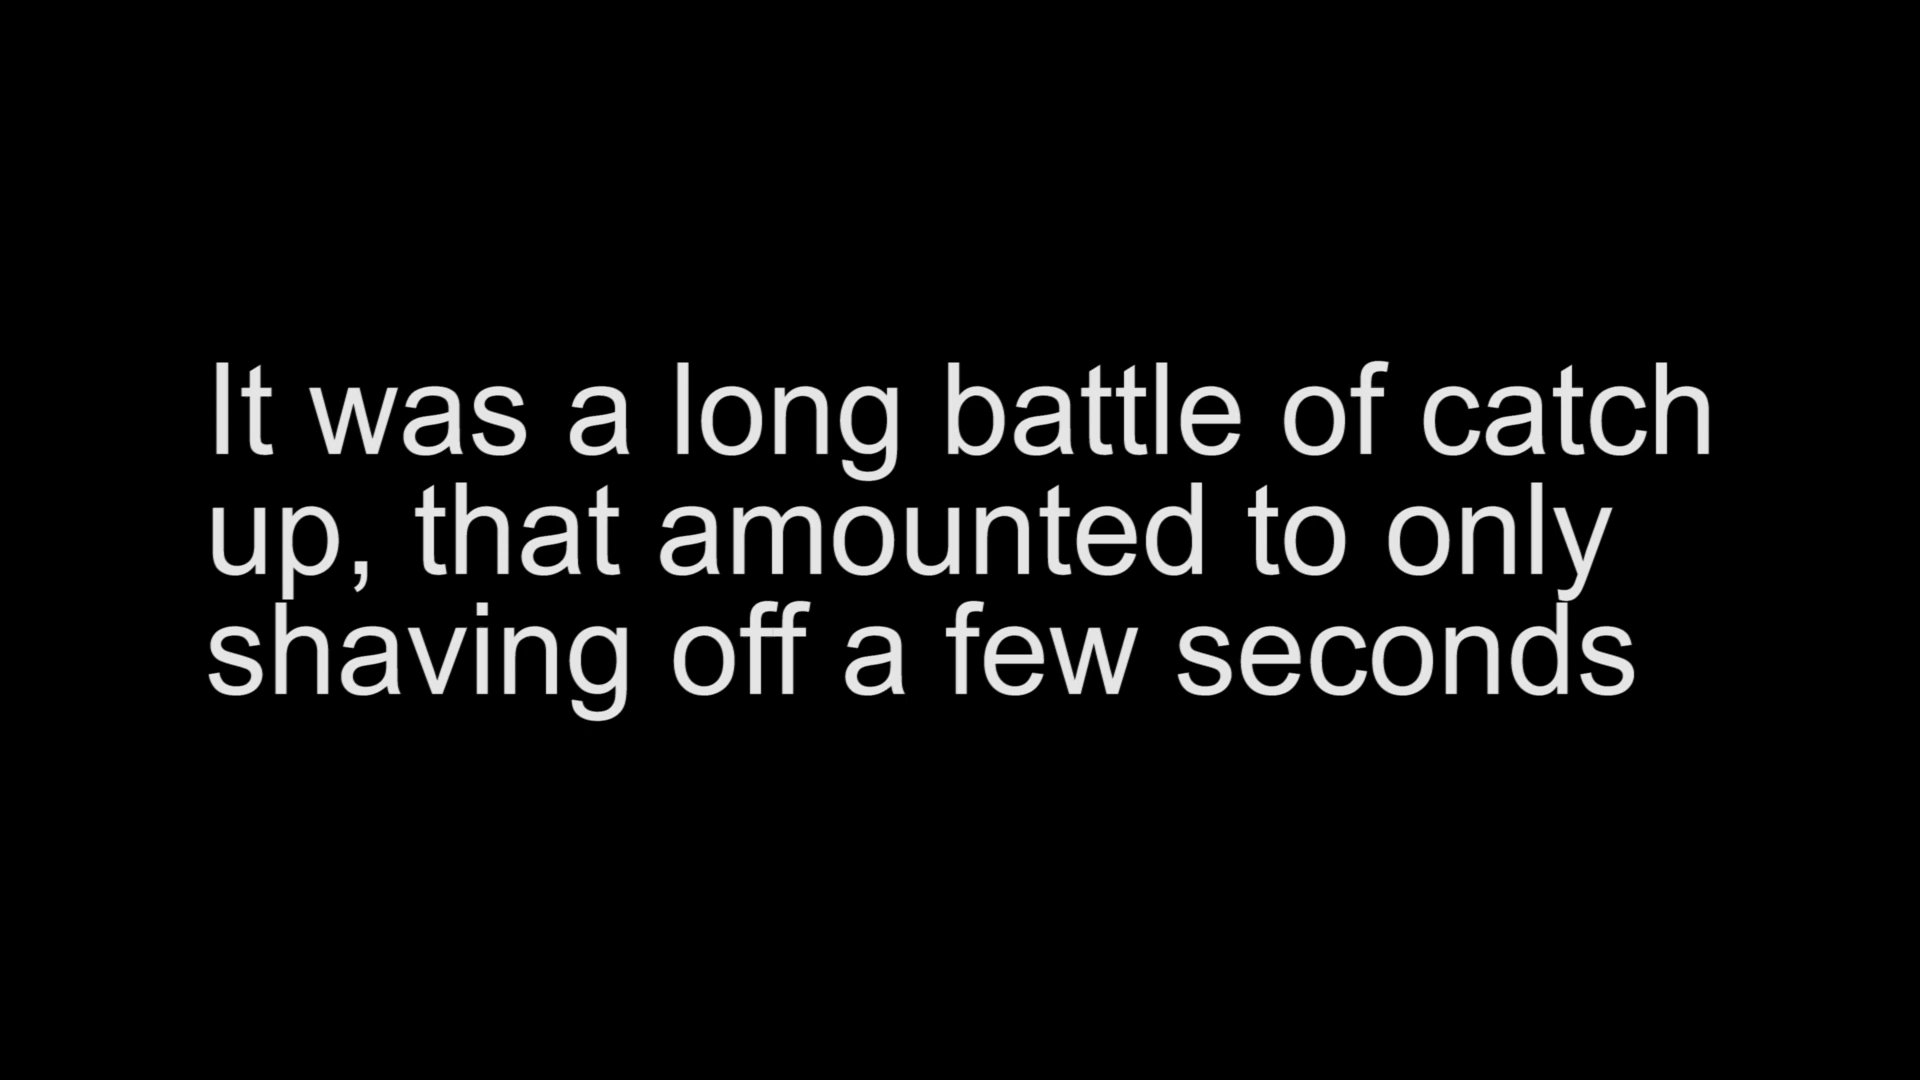 It was a long battle of catch
up, that amounted to only
shaving off a few seconds